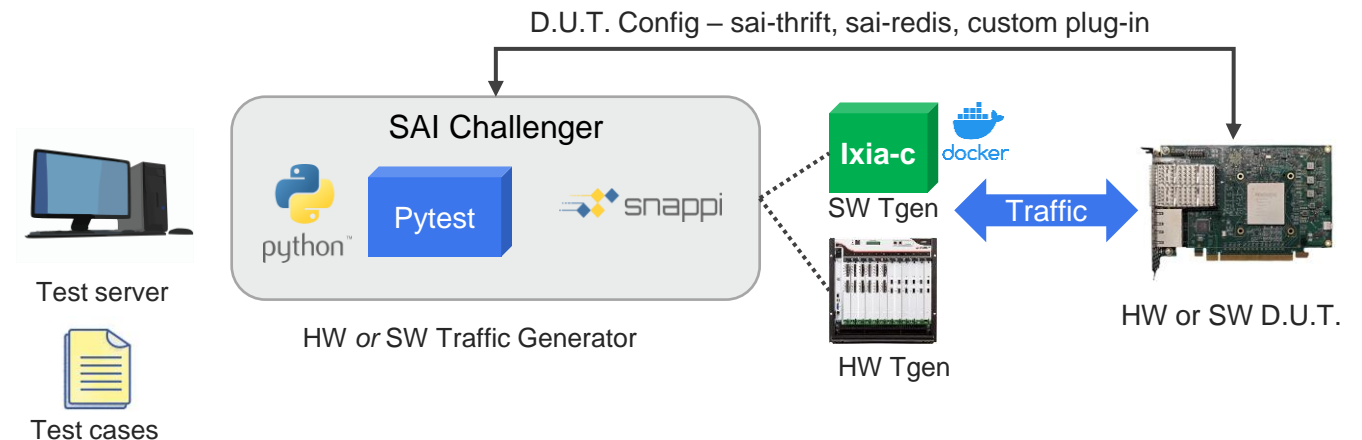 D.U.T. Config – sai-thrift, sai-redis, custom plug-in
SAI Challenger
python™
Pytest
snappi
Ixia-c
docker
SW Tgen
Traffic
HW Tgen
HW or SW D.U.T.
Test server
HW or SW Traffic Generator
Test cases